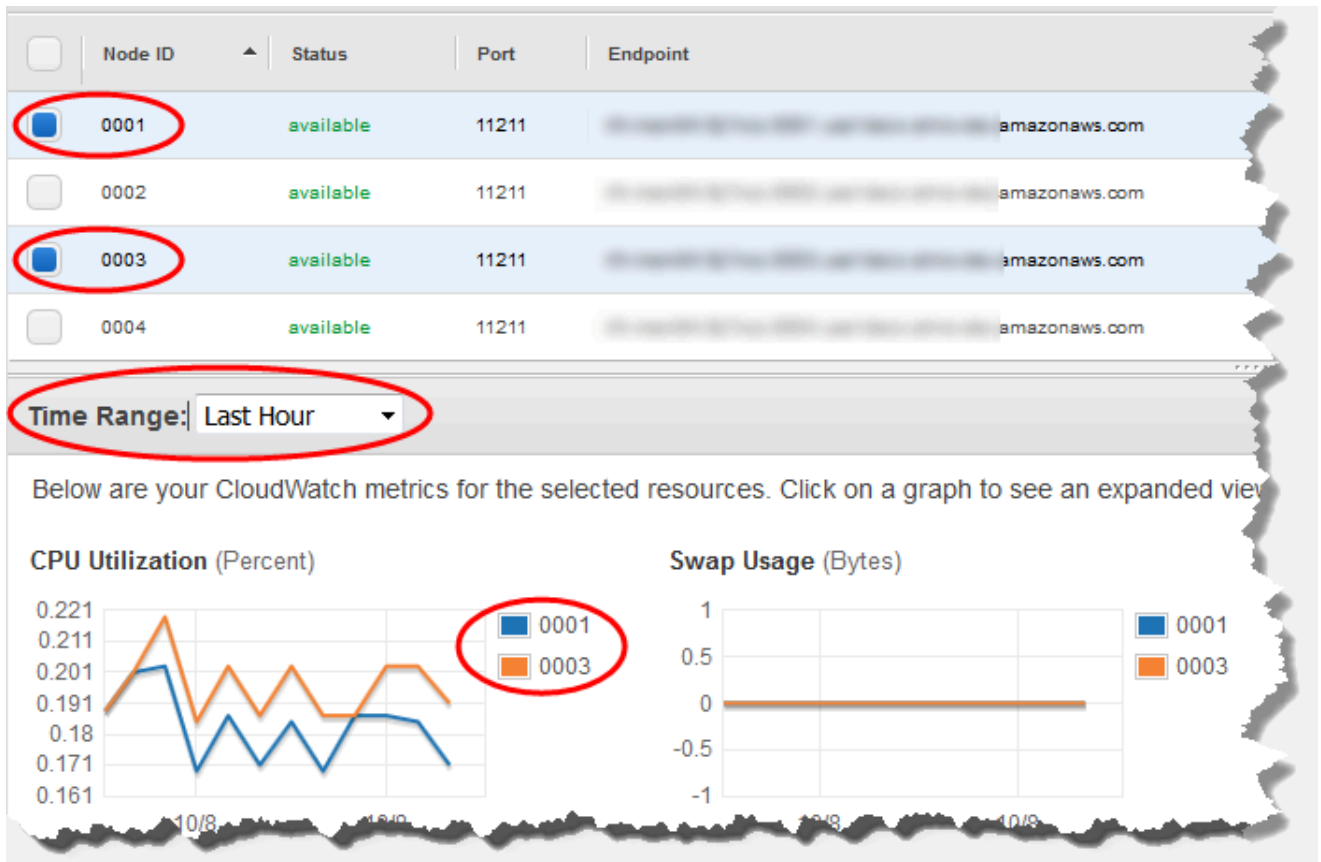 Node ID Status Port Endpoint
0001 available 11211 amazonaws.com
0002 available 11211 amazonaws.com
0003 available 11211 amazonaws.com
0004 available 11211 amazonaws.com
Time Range: Last Hour
Below are your CloudWatch metrics for the selected resources. Click on a graph to see an expanded view
CPU Utilization (Percent)
0.221
0.211
0.201
0.191
0.18
0.171
0.161
10/8
0001
0003
Swap Usage (Bytes)
1
0.5
0
-0.5
-1
0001
0003